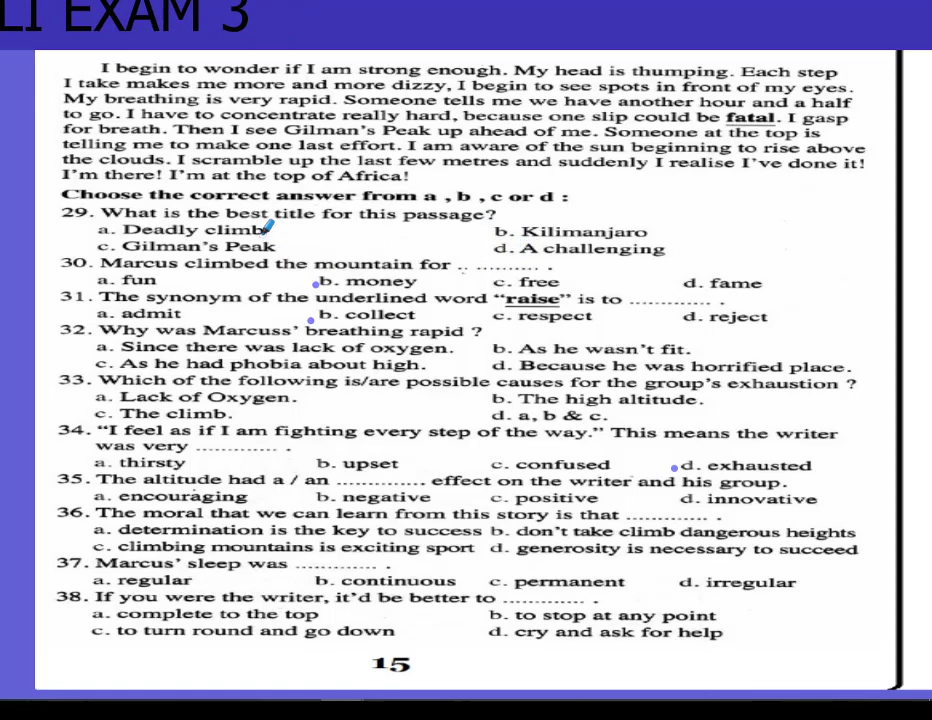 LI EXAM 3
I begin to wonder if I am strong enough. My head is thumping. Each step
I take makes me more and more dizzy, I begin to see spots in front of my eyes.
My breathing is very rapid. Someone tells me we have another hour and a half
to go. I have to concentrate really hard, because one slip could be fatal. I gasp
for breath. Then I see Gilman's Peak up ahead of me. Someone at the top is
telling me to make one last effort. I am aware of the sun beginning to rise above
the clouds. I scramble up the last few metres and suddenly I realise I've done it!
I'm there! I'm at the top of Africa!
Choose the correct answer from a , b , c or d :
29. What is the best title for this passage?
a. Deadly climb b. Kilimanjaro
c. Gilman's Peak d. A challenging
30. Marcus climbed the mountain for .. ........... .
a. fun b. money c. free d. fame
31. The synonym of the underlined word "raise" is to ............. .
a. admit b. collect c. respect d. reject
32. Why was Marcuss' breathing rapid ?
a. Since there was lack of oxygen. b. As he wasn't fit.
c. As he had phobia about high. d. Because he was horrified place.
33. Which of the following is/are possible causes for the group's exhaustion ?
a. Lack of Oxygen. b. The high altitude.
c. The climb. d. a, b & c.
34. "I feel as if I am fighting every step of the way." This means the writer
was very ............. .
a. thirsty b. upset c. confused d. exhausted
35. The altitude had a / an .............. effect on the writer and his group.
a. encouraging b. negative c. positive d. innovative
36. The moral that we can learn from this story is that ............. .
a. determination is the key to success b. don't take climb dangerous heights
c. climbing mountains is exciting sport d. generosity is necessary to succeed
37. Marcus' sleep was ............. .
a. regular b. continuous c. permanent d. irregular
38. If you were the writer, it'd be better to ............. .
a. complete to the top b. to stop at any point
c. to turn round and go down d. cry and ask for help
15